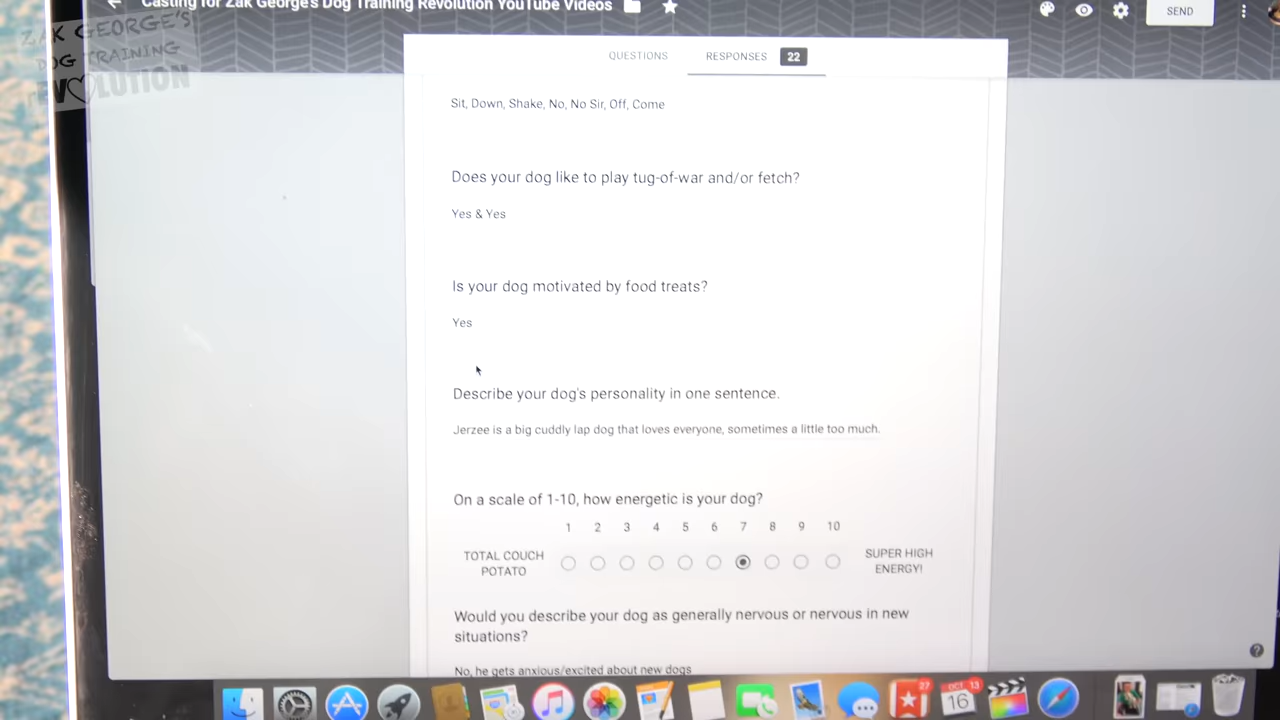 Casting for Zak George's Dog Training Revolution YouTube Videos
SEND
ZAK GEORGE'S
DOG TRAINING
REVOLUTION
QUESTIONS
RESPONSES 22
Sit, Down, Shake, No, No Sir, Off, Come
Does your dog like to play tug-of-war and/or fetch?
Yes & Yes
Is your dog motivated by food treats?
Yes
Describe your dog's personality in one sentence.
Jerzee is a big cuddly lap dog that loves everyone, sometimes a little too much.
On a scale of 1-10, how energetic is your dog?
1 2 3 4 5 6 7 8 9 10
TOTAL COUCH
POTATO
SUPER HIGH
ENERGY!
Would you describe your dog as generally nervous or nervous in new
situations?
No, he gets anxious/excited about new dogs
27
OCT 13
16